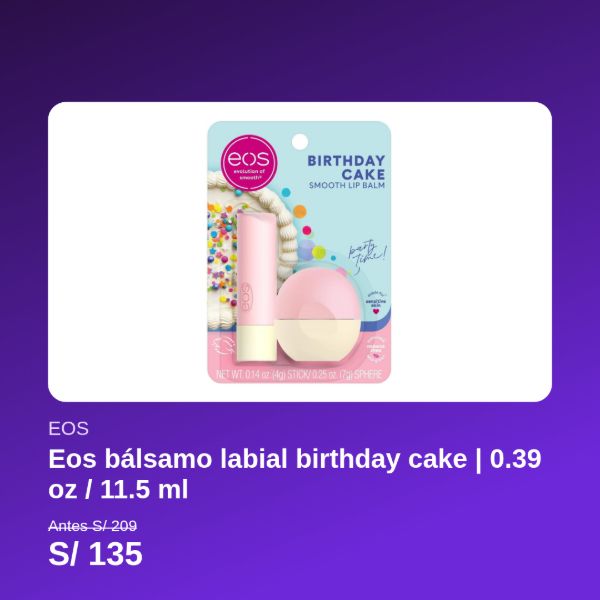 eos
evolution of
smooth®
BIRTHDAY
CAKE
SMOOTH LIP BALM
party
time!
sensitive
skin
eos
NET WT. 0.14 oz. (4g) STICK/ 0.25 oz. (7g) SPHERE
EOS
Eos bálsamo labial birthday cake | 0.39
oz / 11.5 ml
Antes S/ 209
S/ 135